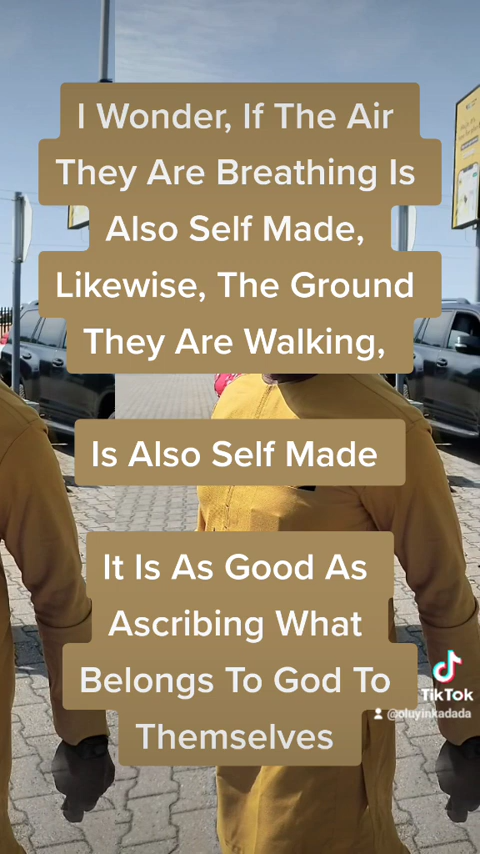 I Wonder, If The Air
They Are Breathing Is
Also Self Made,
Likewise, The Ground
They Are Walking,
Is Also Self Made
It Is As Good As
Ascribing What
Belongs To God To
Themselves
TikTok
@oluyinkadada